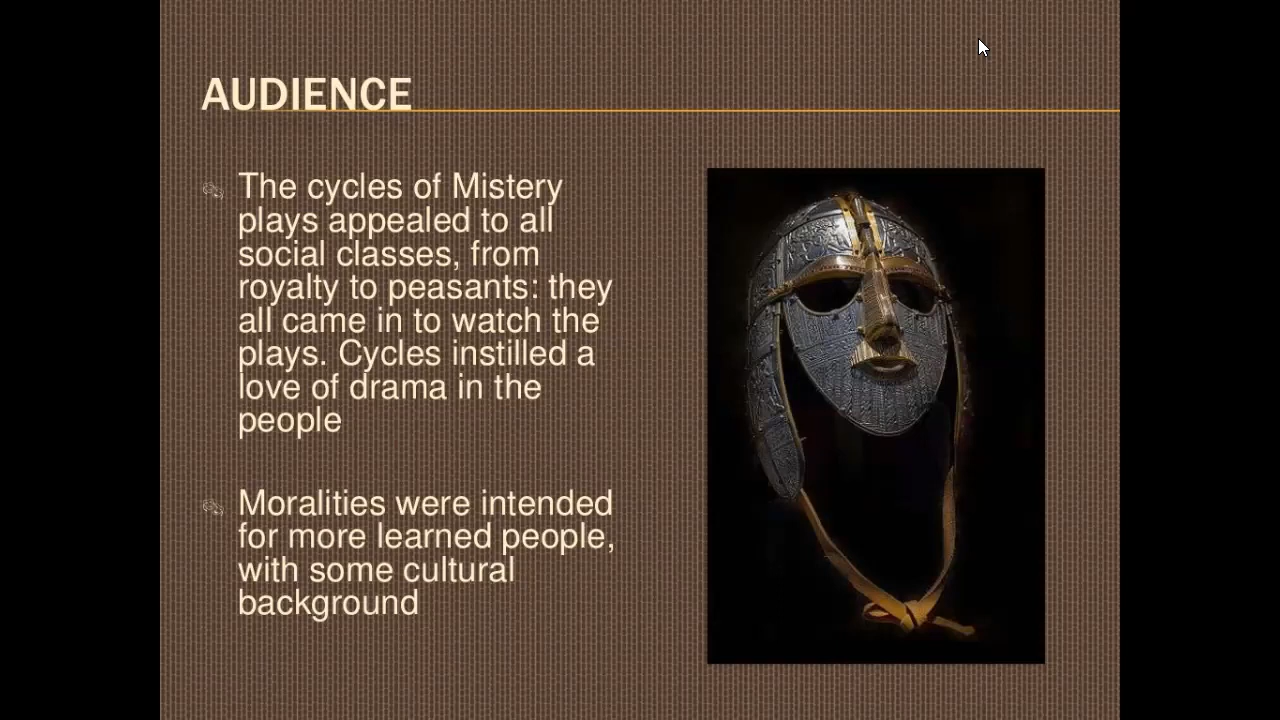 AUDIENCE
The cycles of Mistery
plays appealed to all
social classes, from
royalty to peasants: they
all came in to watch the
plays. Cycles instilled a
love of drama in the
people
Moralities were intended
for more learned people,
with some cultural
background